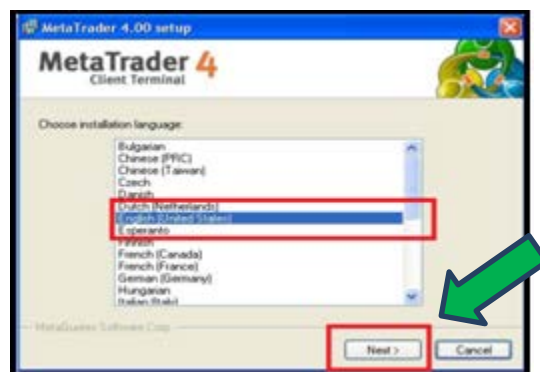 MetaTrader 4.00 setup
MetaTrader 4
Client Terminal
Choose installation language:
Bulgarian
Chinese (PRC)
Chinese (Taiwan)
Czech
Danish
Dutch (Netherlands)
English (United States)
Esperanto
Finnish
French (Canada)
French (France)
German (Germany)
Hungarian
Italian (Italy)
MetaQuotes Software Corp.
Next >
Cancel